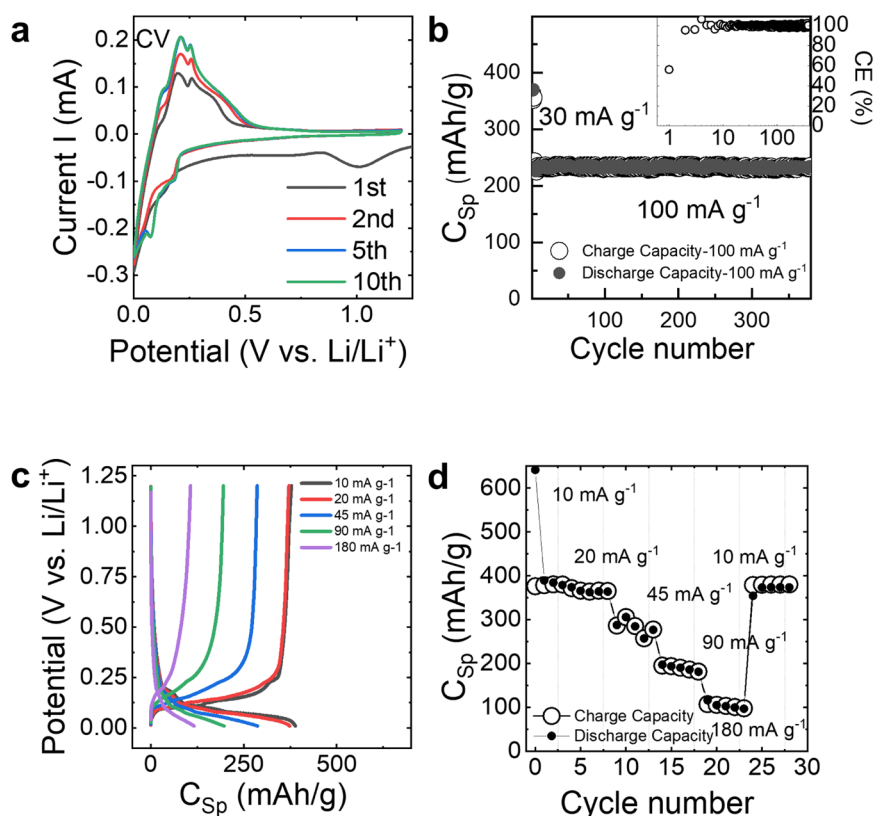 a
CV
Current I (mA)
0.2
0.1
0.0
-0.1
-0.2
-0.3
1st
2nd
5th
10th
0.0
0.5
1.0
Potential (V vs. Li/Li⁺)
b
C_Sp (mAh/g)
400
300
200
100
0
30 mA g⁻¹
100 mA g⁻¹
Charge Capacity-100 mA g⁻¹
Discharge Capacity-100 mA g⁻¹
100
200
300
Cycle number
100
80
60
40
20
0
CE (%)
1
10
100
c
Potential (V vs. Li/Li⁺)
1.25
1.00
0.75
0.50
0.25
0.00
10 mA g-1
20 mA g-1
45 mA g-1
90 mA g-1
180 mA g-1
0
250
500
C_Sp (mAh/g)
d
C_Sp (mAh/g)
600
500
400
300
200
100
0
10 mA g⁻¹
20 mA g⁻¹
45 mA g⁻¹
10 mA g⁻¹
90 mA g⁻¹
180 mA g⁻¹
Charge Capacity
Discharge Capacity
0
5
10
15
20
25
30
Cycle number